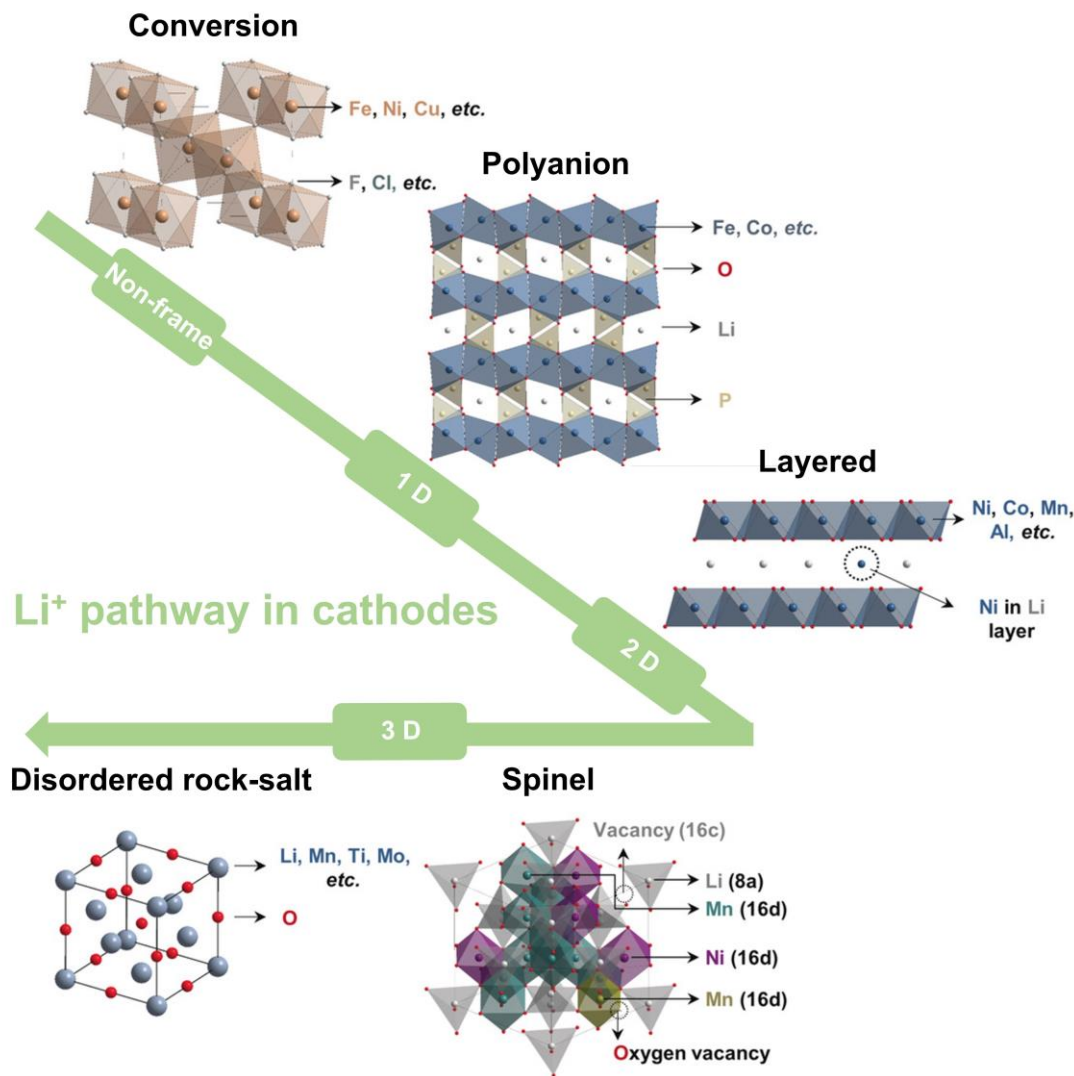 Conversion
Fe, Ni, Cu, etc.
F, Cl, etc.
Polyanion
Fe, Co, etc.
O
Li
P
Non-frame
1 D
Layered
Ni, Co, Mn,
Al, etc.
Ni in Li
layer
Li⁺ pathway in cathodes
2 D
3 D
Disordered rock-salt
Li, Mn, Ti, Mo,
etc.
O
Spinel
Vacancy (16c)
Li (8a)
Mn (16d)
Ni (16d)
Mn (16d)
Oxygen vacancy